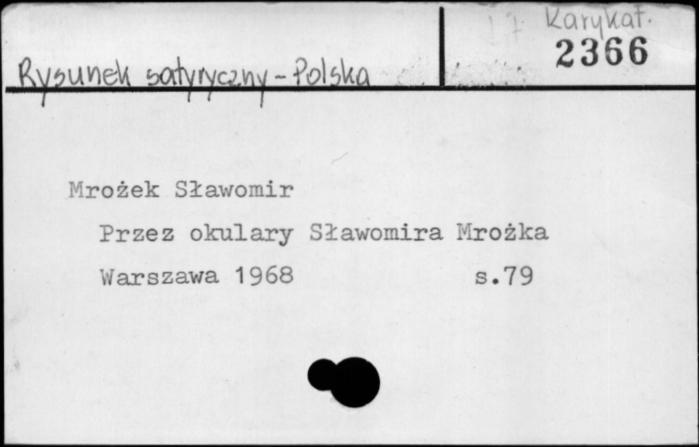 Karykat.
2366
Rysunek satyryczny - Polska
Mrożek Sławomir
Przez okulary Sławomira Mrożka
Warszawa 1968 s.79